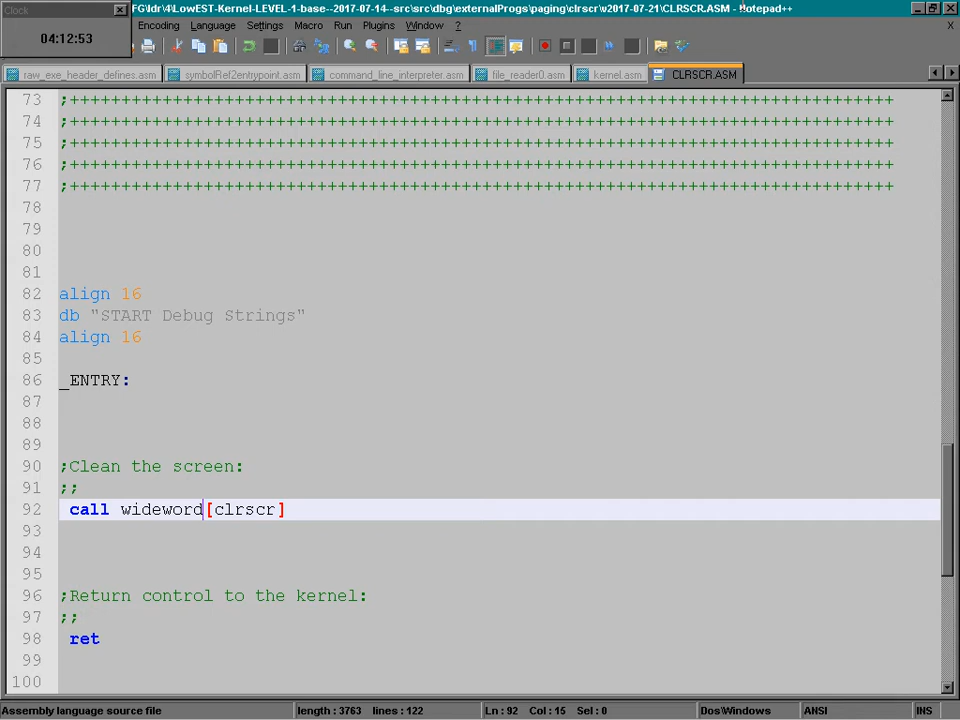 Clock
04:12:53
FG\ldr\4\LowEST-Kernel-LEVEL-1-base--2017-07-14--src\src\dbg\externalProgs\paging\clrscr\v2017-07-21\CLRSCR.ASM - Notepad++
Encoding Language Settings Macro Run Plugins Window ?
X
raw_exe_header_defines.asm symbolRef2entrypoint.asm command_line_interpreter.asm file_reader0.asm kernel.asm CLRSCR.ASM
73 ;++++++++++++++++++++++++++++++++++++++++++++++++++++++++++++++++++++++++++++++++
74 ;++++++++++++++++++++++++++++++++++++++++++++++++++++++++++++++++++++++++++++++++
75 ;++++++++++++++++++++++++++++++++++++++++++++++++++++++++++++++++++++++++++++++++
76 ;++++++++++++++++++++++++++++++++++++++++++++++++++++++++++++++++++++++++++++++++
77 ;++++++++++++++++++++++++++++++++++++++++++++++++++++++++++++++++++++++++++++++++
78
79
80
81
82 align 16
83 db "START Debug Strings"
84 align 16
85
86 _ENTRY:
87
88
89
90 ;Clean the screen:
91 ;;
92 call wideword[clrscr]
93
94
95
96 ;Return control to the kernel:
97 ;;
98 ret
99
100
Assembly language source file length : 3763 lines : 122 Ln : 92 Col : 15 Sel : 0 Dos\Windows ANSI INS